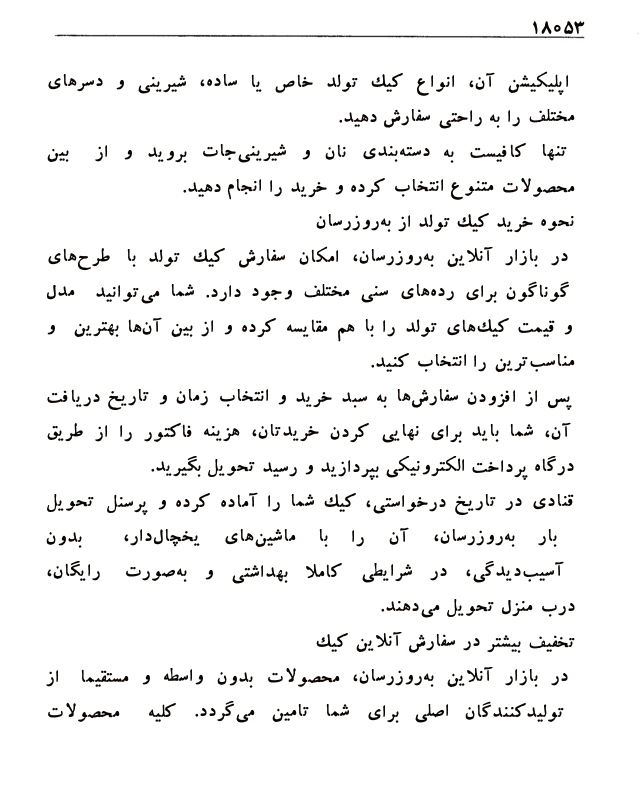 ۱۸۰۵۳
اپلیکیشن آن، انواع کیك تولد خاص یا ساده، شیرینی و دسرهای
مختلف را به راحتی سفارش دهید.
تنها کافیست به دسته‌بندی نان و شیرینی‌جات بروید و از بین
محصولات متنوع انتخاب کرده و خرید را انجام دهید.
نحوه خرید کیك تولد از به‌روزرسان
در بازار آنلاین به‌روزرسان، امکان سفارش کیك تولد با طرح‌های
گوناگون برای رده‌های سنی مختلف وجود دارد. شما می‌توانید مدل
و قیمت کیك‌های تولد را با هم مقایسه کرده و از بین آن‌ها بهترین و
مناسب‌ترین را انتخاب کنید.
پس از افزودن سفارش‌ها به سبد خرید و انتخاب زمان و تاریخ دریافت
آن، شما باید برای نهایی کردن خریدتان، هزینه فاکتور را از طریق
درگاه پرداخت الکترونیکی بپردازید و رسید تحویل بگیرید.
قنادی در تاریخ درخواستی، کیك شما را آماده کرده و پرسنل تحویل
بار به‌روزرسان، آن را با ماشین‌های یخچال‌دار، بدون
آسیب‌دیدگی، در شرایطی کاملا بهداشتی و به‌صورت رایگان،
درب منزل تحویل می‌دهند.
تخفیف بیشتر در سفارش آنلاین کیك
در بازار آنلاین به‌روزرسان، محصولات بدون واسطه و مستقیما از
تولیدکنندگان اصلی برای شما تامین می‌گردد. کلیه محصولات